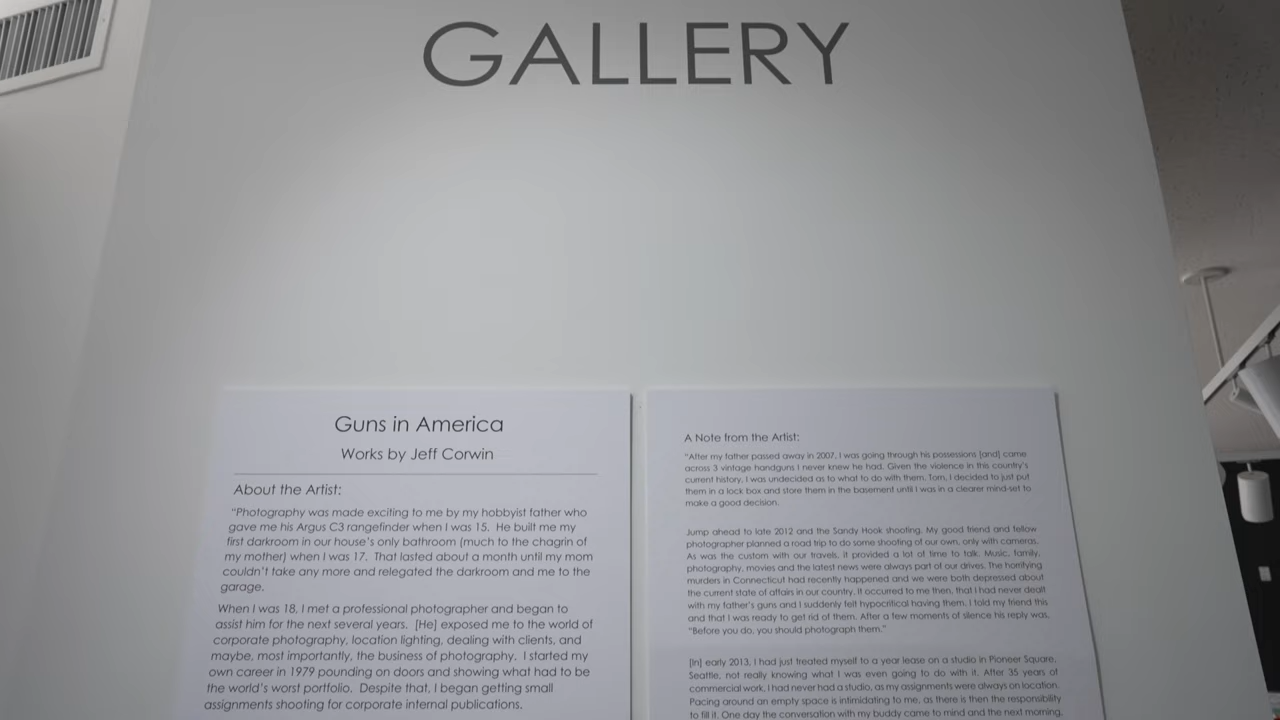 GALLERY
Guns in America
Works by Jeff Corwin
About the Artist:
"Photography was made exciting to me by my hobbyist father who
gave me his Argus C3 rangefinder when I was 15. He built me my
first darkroom in our house's only bathroom (much to the chagrin of
my mother) when I was 17. That lasted about a month until my mom
couldn't take any more and relegated the darkroom and me to the
garage.
When I was 18, I met a professional photographer and began to
assist him for the next several years. [He] exposed me to the world of
corporate photography, location lighting, dealing with clients, and
maybe, most importantly, the business of photography. I started my
own career in 1979 pounding on doors and showing what had to be
the world's worst portfolio. Despite that, I began getting small
assignments shooting for corporate internal publications.
A Note from the Artist:
"After my father passed away in 2007, I was going through his possessions [and] came
across 3 vintage handguns I never knew he had. Given the violence in this country's
current history, I was undecided as to what to do with them. Torn, I decided to just put
them in a lock box and store them in the basement until I was in a clearer mind-set to
make a good decision.
Jump ahead to late 2012 and the Sandy Hook shooting. My good friend and fellow
photographer planned a road trip to do some shooting of our own, only with cameras.
As was the custom with our travels, it provided a lot of time to talk. Music, family,
photography, movies and the latest news were always part of our drives. The horrifying
murders in Connecticut had recently happened and we were both depressed about
the current state of affairs in our country. It occurred to me then, that I had never dealt
with my father's guns and I suddenly felt hypocritical having them. I told my friend this
and that I was ready to get rid of them. After a few moments of silence his reply was,
"Before you do, you should photograph them."
[In] early 2013, I had just treated myself to a year lease on a studio in Pioneer Square,
Seattle, not really knowing what I was even going to do with it. After 35 years of
commercial work, I had never had a studio, as my assignments were always on location.
Pacing around an empty space is intimidating to me, as there is then the responsibility
to fill it. One day the conversation with my buddy came to mind and the next morning,